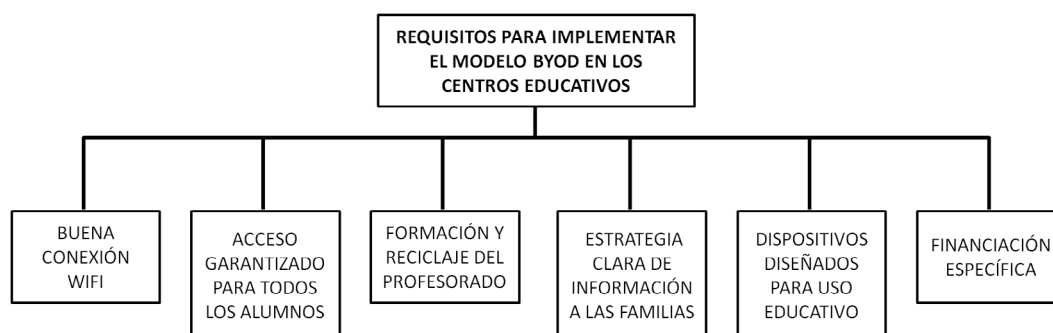 REQUISITOS PARA IMPLEMENTAR
EL MODELO BYOD EN LOS
CENTROS EDUCATIVOS
BUENA
CONEXIÓN
WIFI
ACCESO
GARANTIZADO
PARA TODOS
LOS ALUMNOS
FORMACIÓN Y
RECICLAJE DEL
PROFESORADO
ESTRATEGIA
CLARA DE
INFORMACIÓN
A LAS FAMILIAS
DISPOSITIVOS
DISEÑADOS
PARA USO
EDUCATIVO
FINANCIACIÓN
ESPECÍFICA